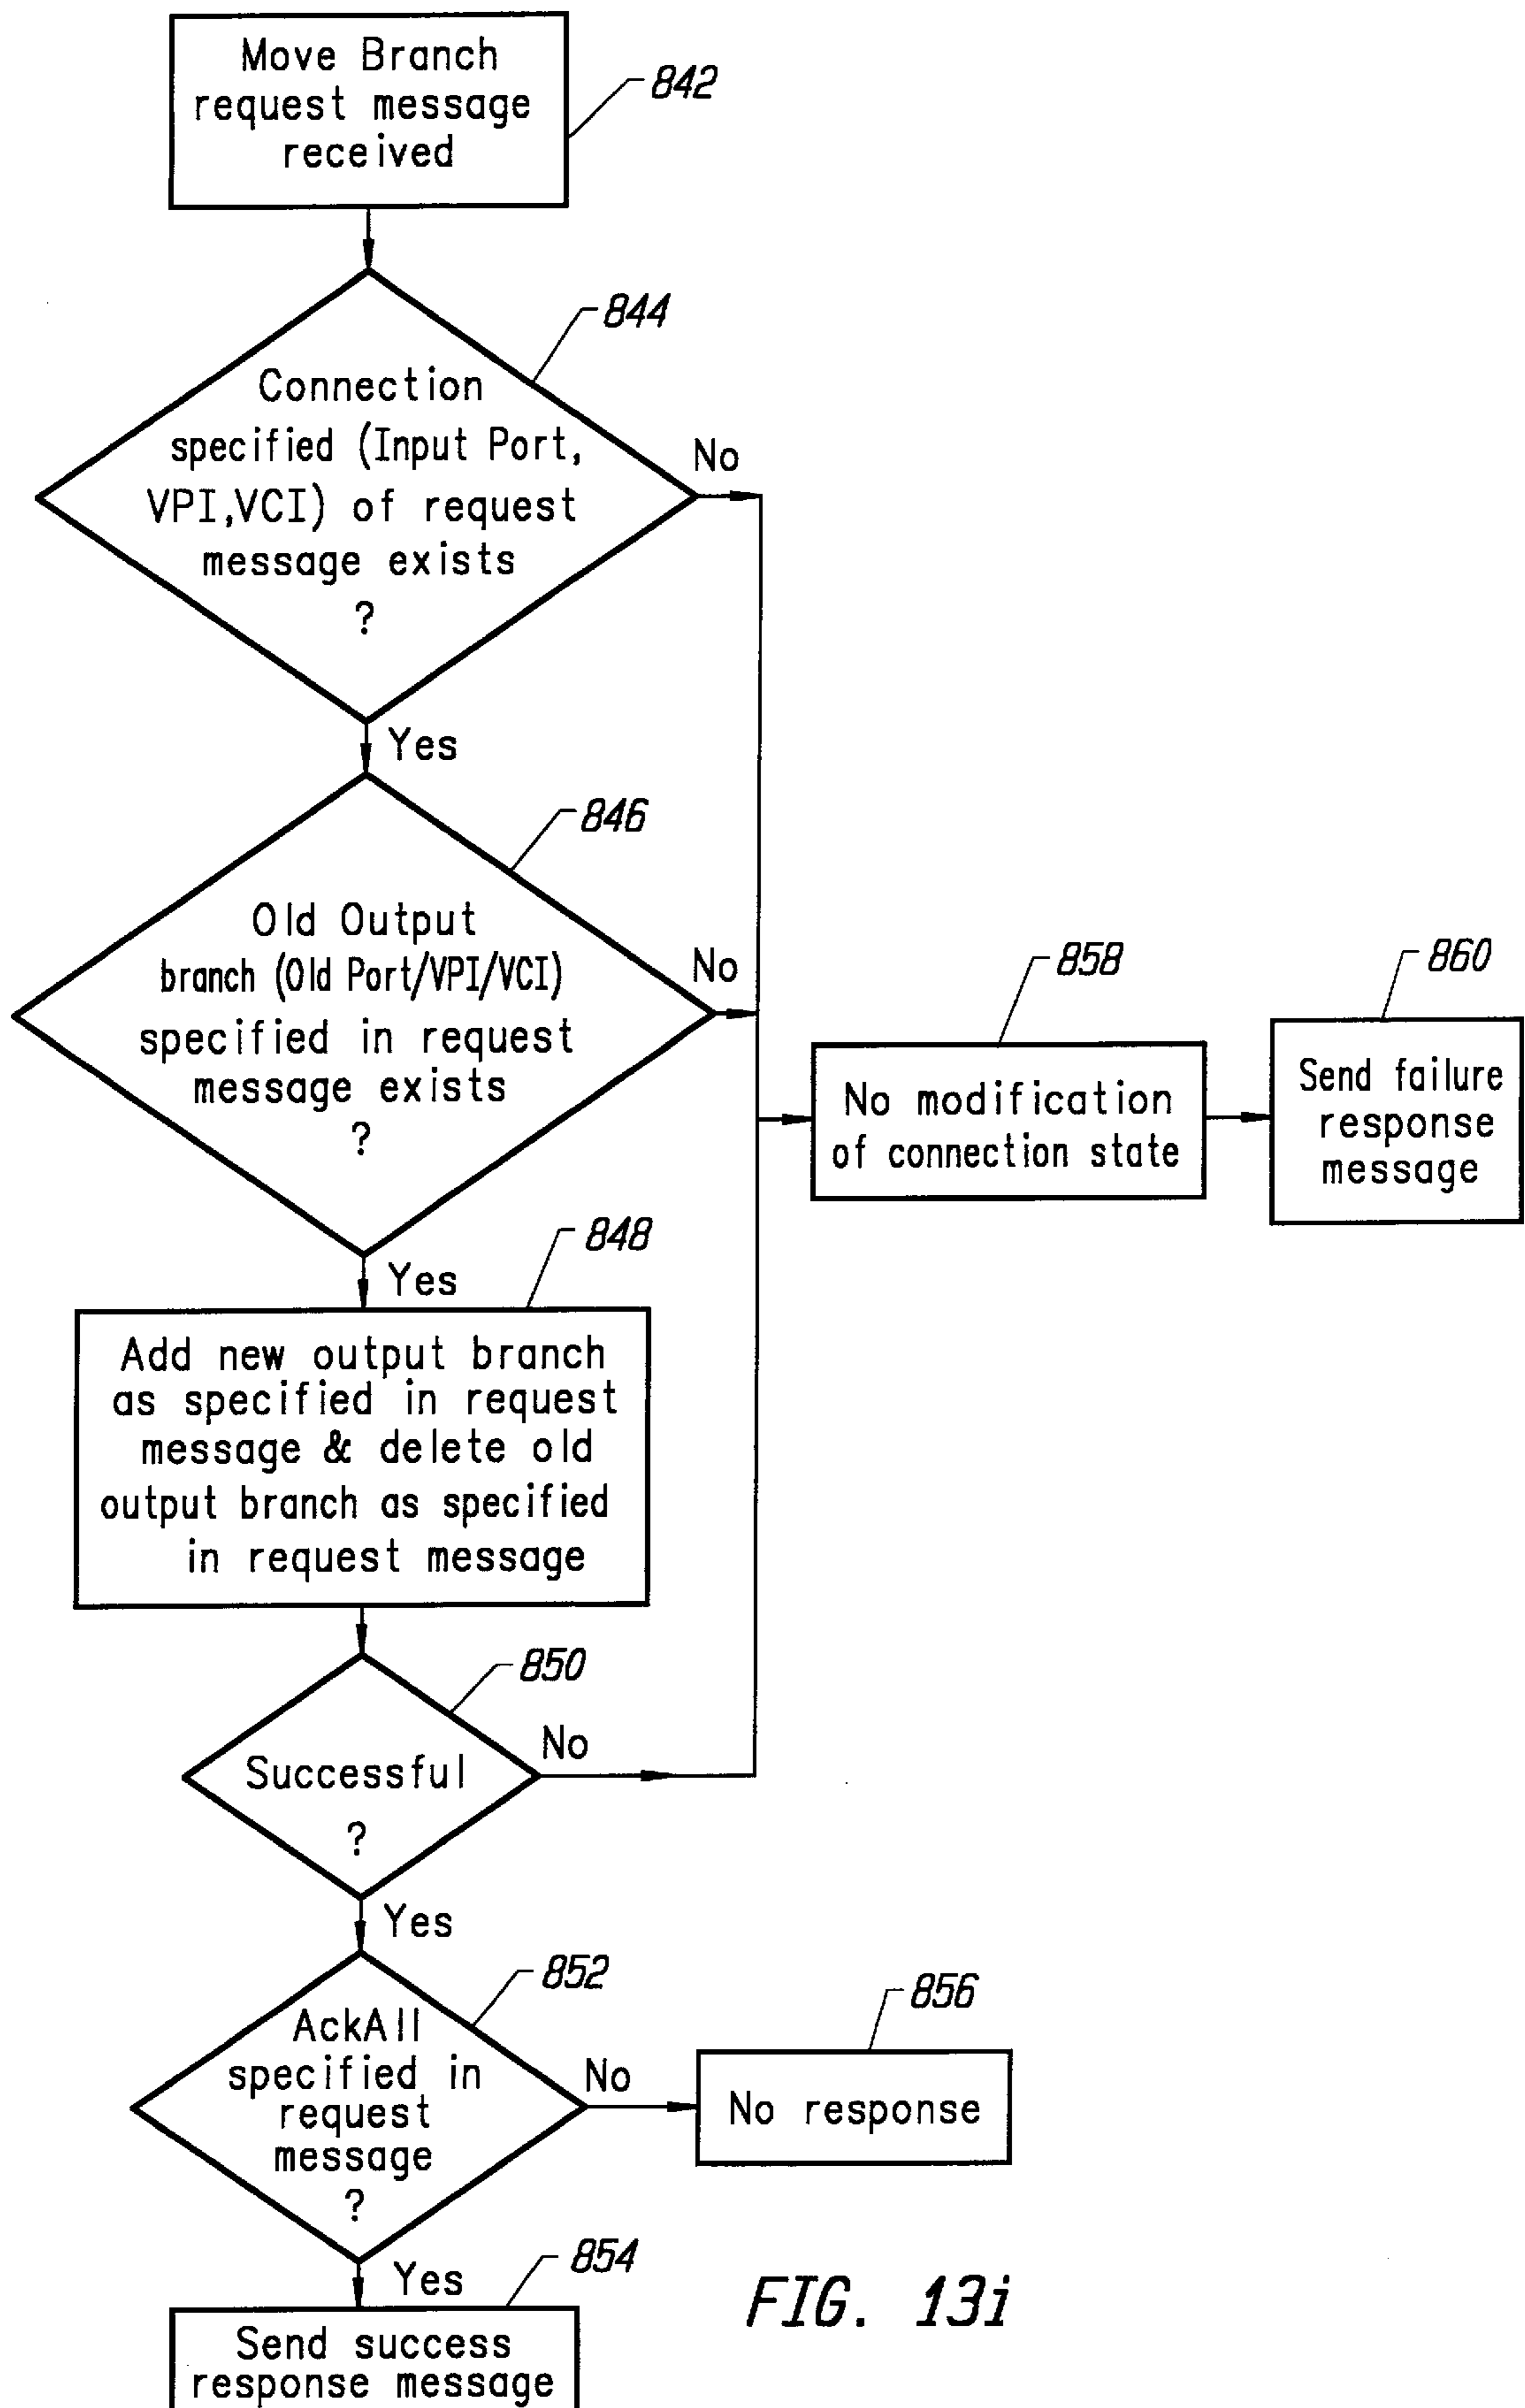 Move Branch
request message
received
842
844
Connection
specified (Input Port,
VPI,VCI) of request
message exists
?
No
Yes
846
Old Output
branch (Old Port/VPI/VCI)
specified in request
message exists
?
No
858
No modification
of connection state
860
Send failure
response
message
Yes
848
Add new output branch
as specified in request
message & delete old
output branch as specified
in request message
850
Successful
?
No
Yes
852
AckAll
specified in
request
message
?
No
856
No response
Yes
854
Send success
response message
FIG. 13i